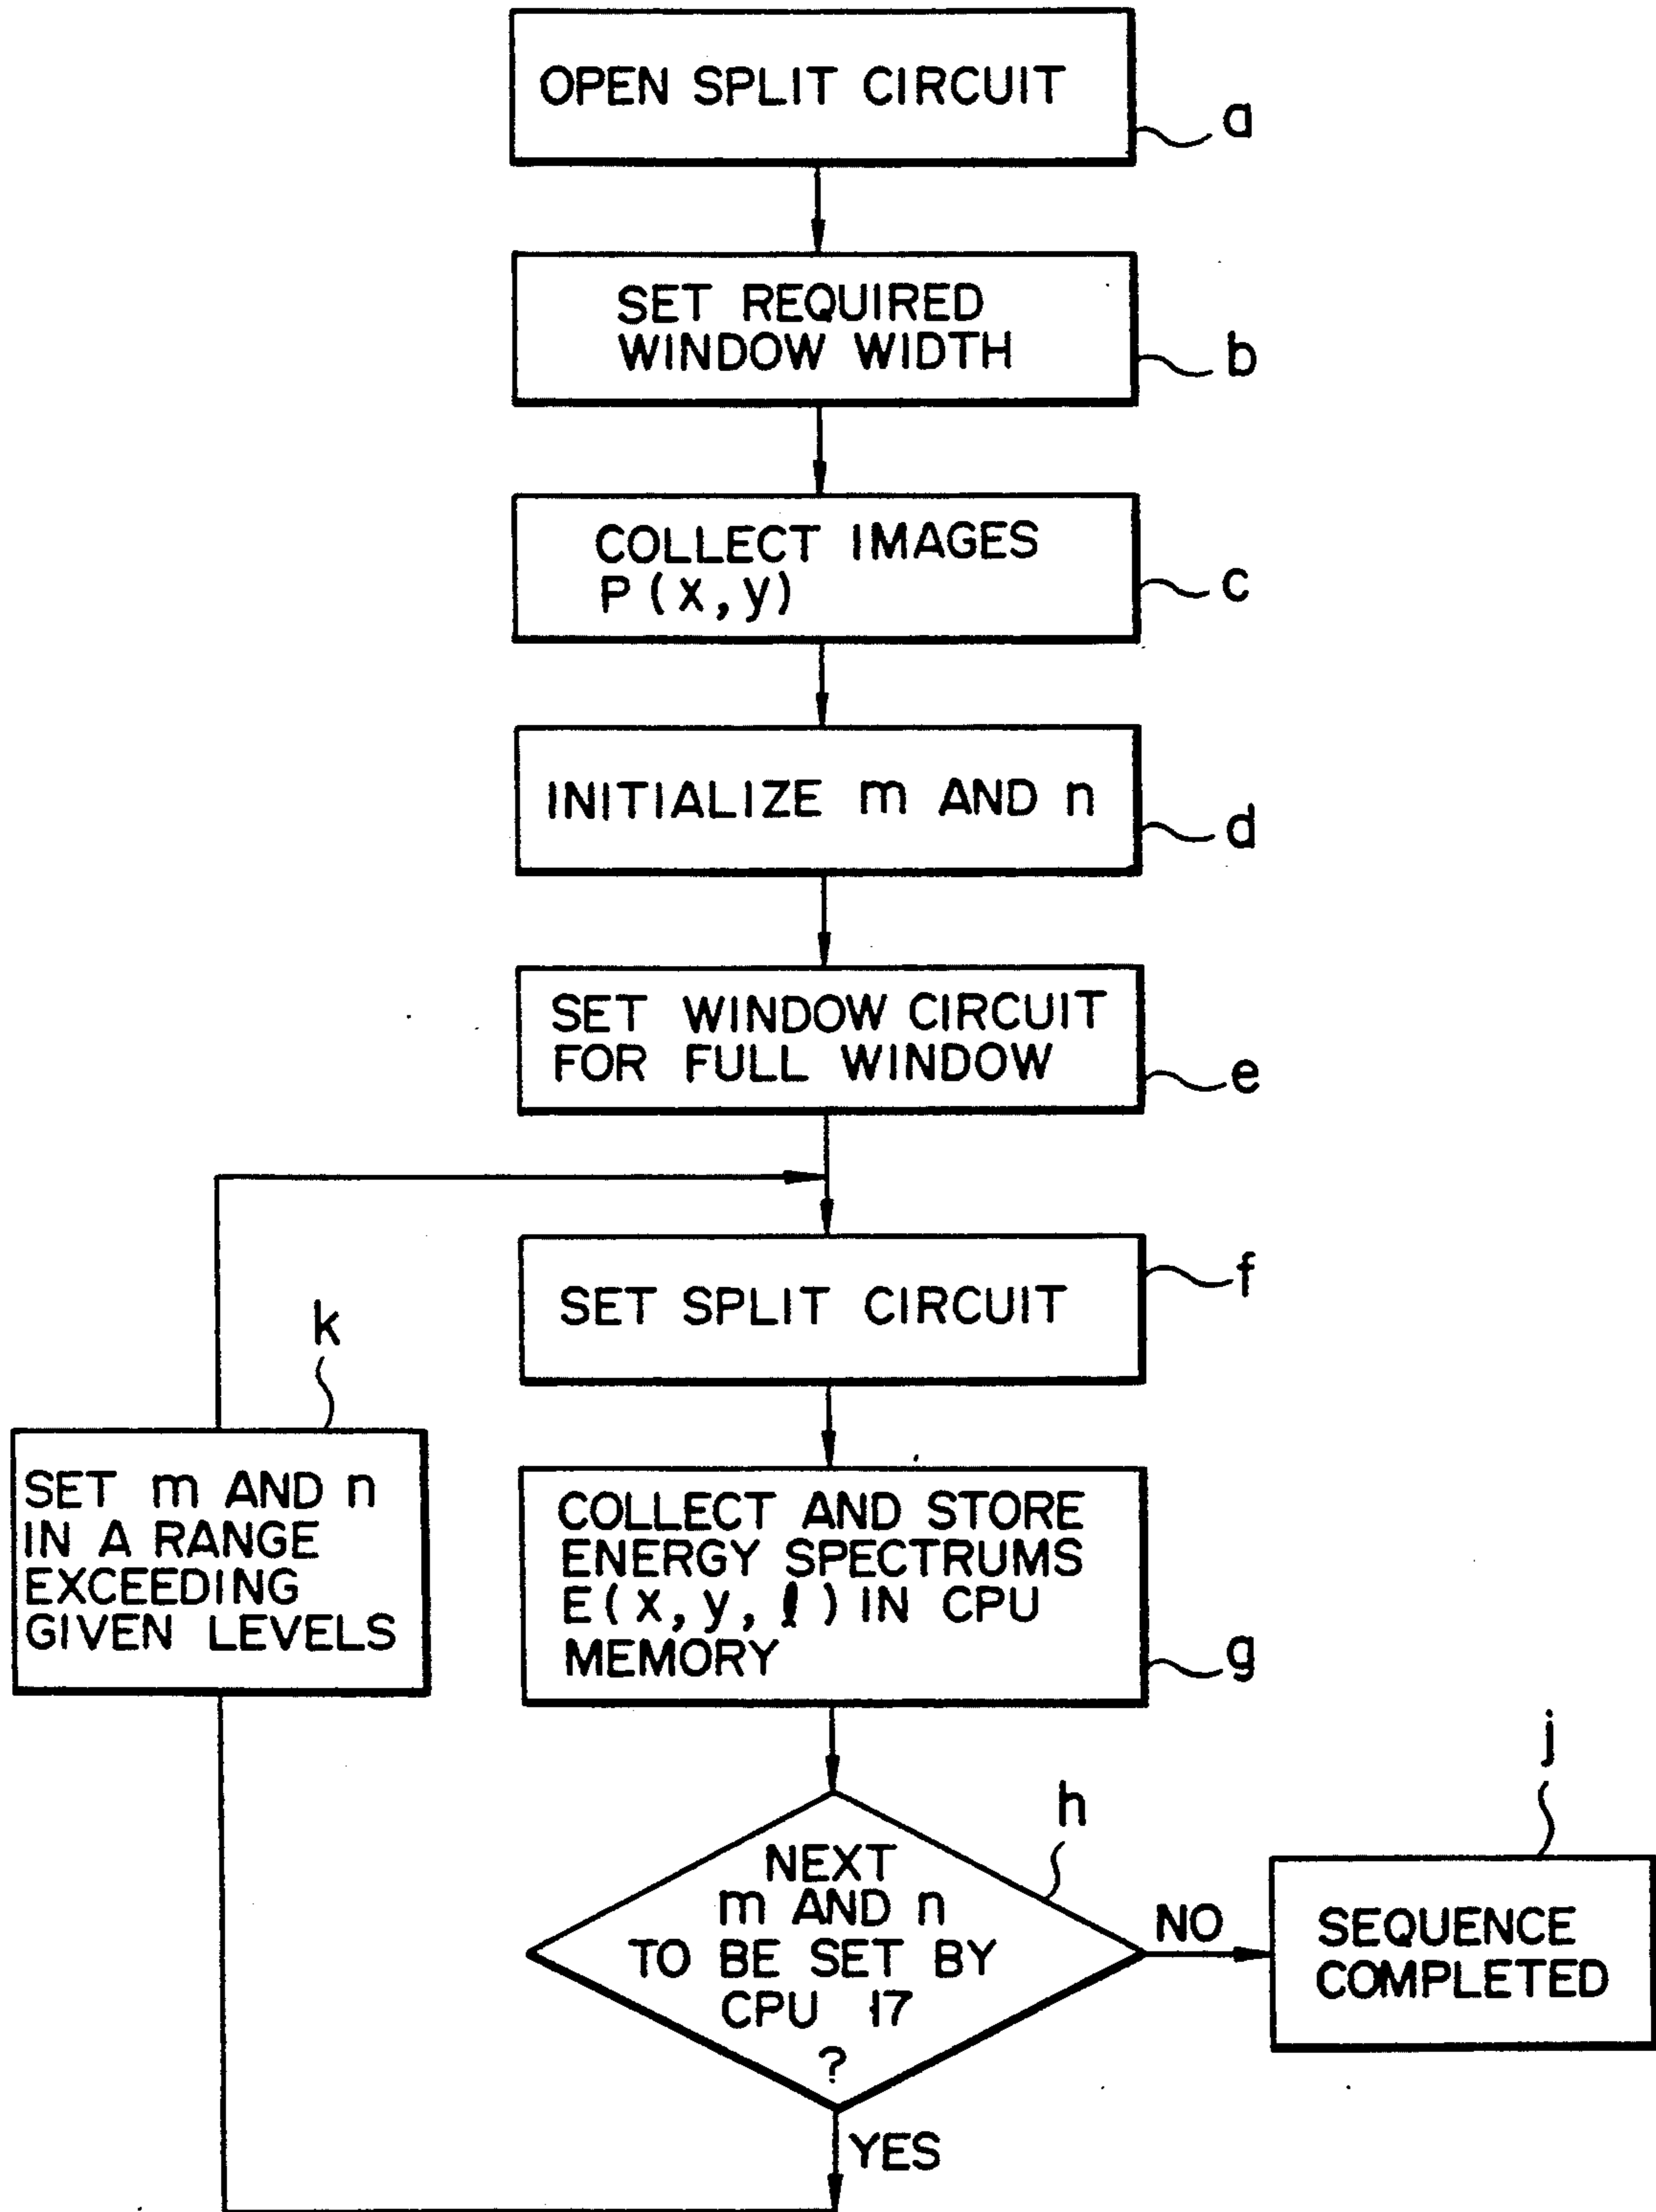 OPEN SPLIT CIRCUIT
a
SET REQUIRED
WINDOW WIDTH
b
COLLECT IMAGES
P(x,y)
c
INITIALIZE m AND n
d
SET WINDOW CIRCUIT
FOR FULL WINDOW
e
SET SPLIT CIRCUIT
f
k
SET m AND n
IN A RANGE
EXCEEDING
GIVEN LEVELS
COLLECT AND STORE
ENERGY SPECTRUMS
E(x,y,l) IN CPU
MEMORY
g
h
NEXT
m AND n
TO BE SET BY
CPU 17
?
NO
j
SEQUENCE
COMPLETED
YES